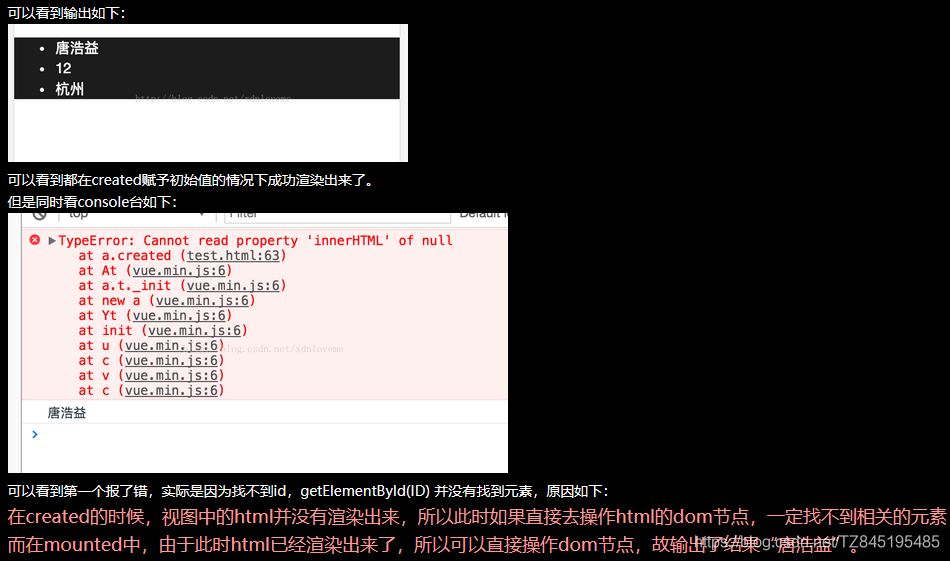 可以看到输出如下：
• 唐浩益
• 12
• 杭州
http://blog.csdn.net/xdnloveme
可以看到都在created赋予初始值的情况下成功渲染出来了。
但是同时看console台如下：
top Filter Default
TypeError: Cannot read property 'innerHTML' of null
at a.created (test.html:63)
at At (vue.min.js:6)
at a.t._init (vue.min.js:6)
at new a (vue.min.js:6)
at Yt (vue.min.js:6)
at init (vue.min.js:6)
at u (vue.min.js:6)
blog.csdn.net/xdnloveme
at c (vue.min.js:6)
at v (vue.min.js:6)
at c (vue.min.js:6)
唐浩益
>
可以看到第一个报了错，实际是因为找不到id，getElementById(ID) 并没有找到元素，原因如下：
在created的时候，视图中的html并没有渲染出来，所以此时如果直接去操作html的dom节点，一定找不到相关的元素
而在mounted中，由于此时html已经渲染出来了，所以可以直接操作dom节点，故输出了结果“唐浩益”。
https://blog.csdn.net/TZ845195485